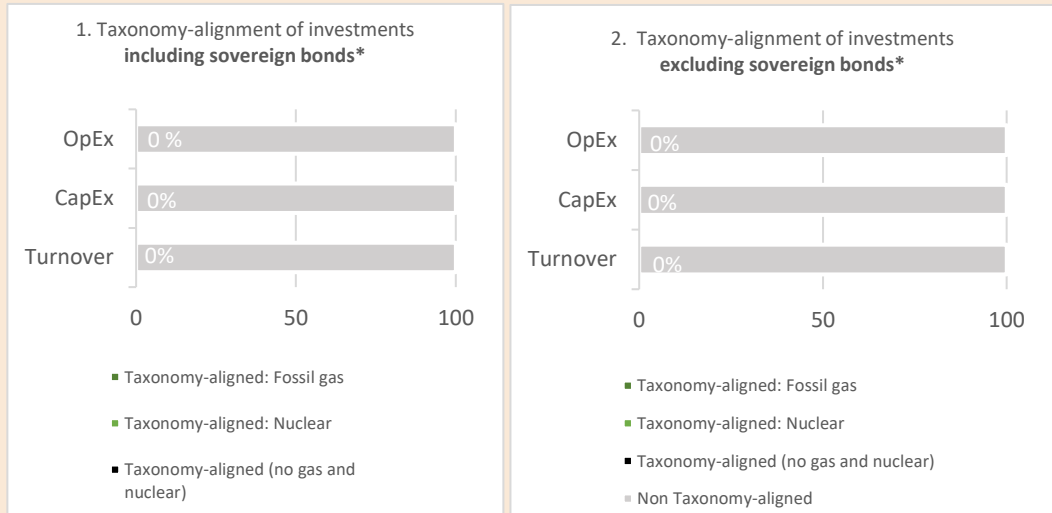 1. Taxonomy-alignment of investments
including sovereign bonds*
OpEx
0 %
CapEx
0%
Turnover
0%
0
50
100
Taxonomy-aligned: Fossil gas
Taxonomy-aligned: Nuclear
Taxonomy-aligned (no gas and
nuclear)
2. Taxonomy-alignment of investments
excluding sovereign bonds*
OpEx
0%
CapEx
0%
Turnover
0%
0
50
100
Taxonomy-aligned: Fossil gas
Taxonomy-aligned: Nuclear
Taxonomy-aligned (no gas and nuclear)
Non Taxonomy-aligned